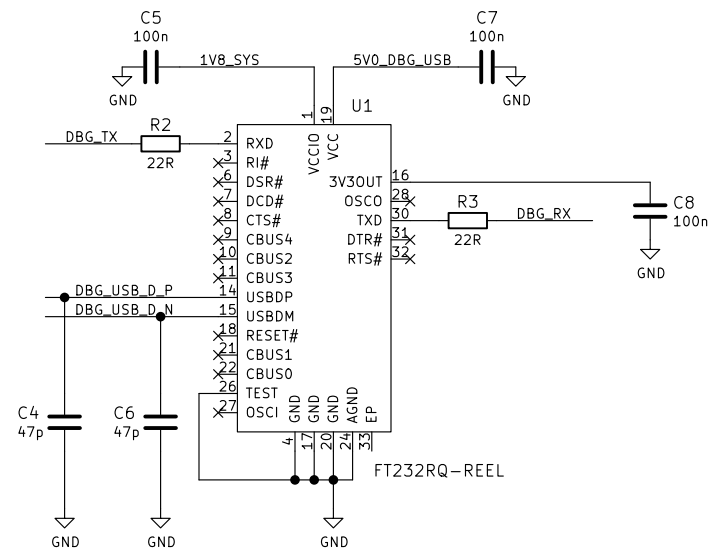 C5
100n
C7
100n
1V8_SYS
5V0_DBG_USB
GND
GND
U1
1
19
VCCIO
VCC
DBG_TX
R2
22R
2 RXD
3 RI#
6 DSR#
7 DCD#
8 CTS#
9 CBUS4
10 CBUS2
11 CBUS3
14 USBDP
15 USBDM
18 RESET#
21 CBUS1
22 CBUS0
26 TEST
27 OSCI
3V3OUT 16
OSCO 28
TXD 30
DTR# 31
RTS# 32
R3
22R
DBG_RX
C8
100n
GND
DBG_USB_D_P
DBG_USB_D_N
C4
47p
C6
47p
GND
GND
GND
AGND
EP
4
17
20
24
33
FT232RQ-REEL
GND
GND
GND